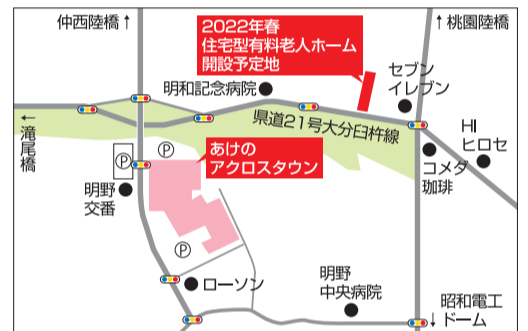 仲西陸橋↑
2022年春
住宅型有料老人ホーム
開設予定地
↑桃園陸橋
明和記念病院
セブン
イレブン
県道21号大分臼杵線
←滝尾橋
HI
ヒロセ
あけの
アクロスタウン
コメダ
珈琲
P
P
明野
交番
P
ローソン
明野
中央病院
↓昭和電工
ドーム